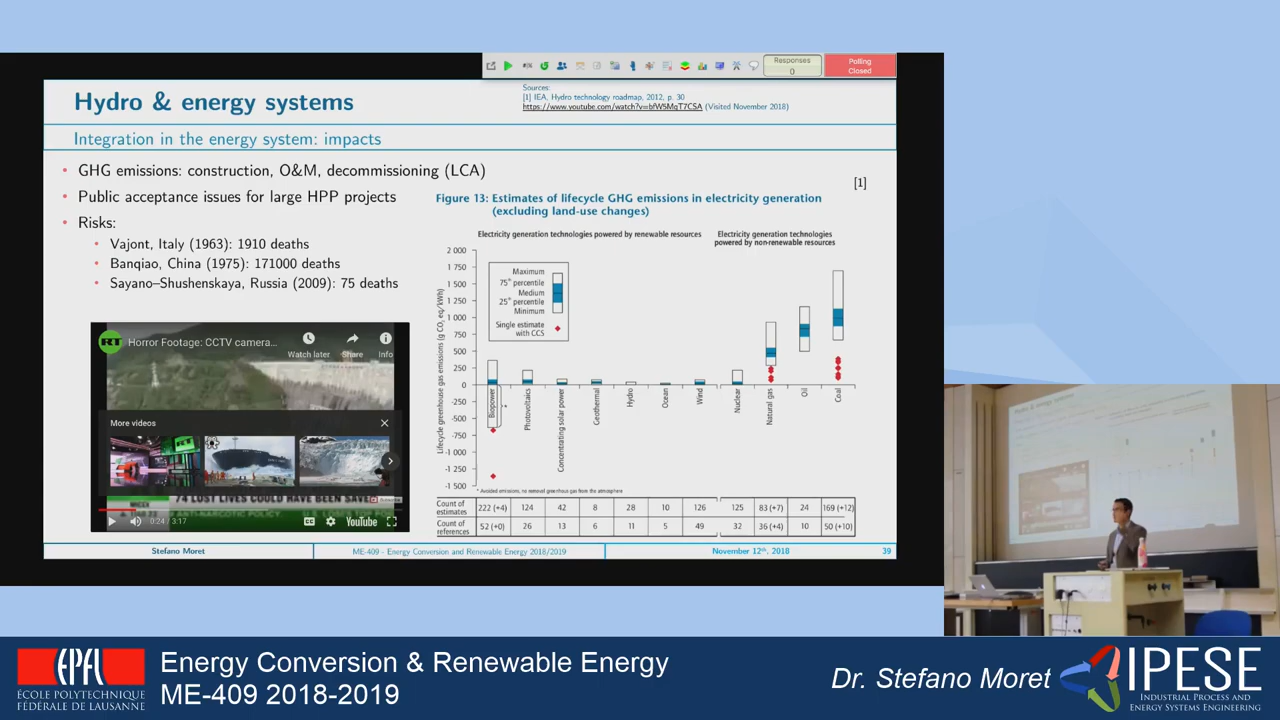 Responses
0
Polling
Closed
Hydro & energy systems
Sources:
[1] IEA, Hydro technology roadmap, 2012, p. 30
https://www.youtube.com/watch?v=bfWSMgT7CSA (Visited November 2018)
Integration in the energy system: impacts
• GHG emissions: construction, O&M, decommissioning (LCA)
• Public acceptance issues for large HPP projects
• Risks:
• Vajont, Italy (1963): 1910 deaths
• Banqiao, China (1975): 171000 deaths
• Sayano–Shushenskaya, Russia (2009): 75 deaths
[1]
Figure 13: Estimates of lifecycle GHG emissions in electricity generation
(excluding land-use changes)
Electricity generation technologies powered by renewable resources
Electricity generation technologies
powered by non-renewable resources
Lifecycle greenhouse gas emissions (g CO2 eq/kWh)
2 000
1 750
1 500
1 250
1 000
750
500
250
0
-250
-500
-750
-1 000
-1 250
-1 500
Maximum
75th percentile
Medium
25th percentile
Minimum
Single estimate
with CCS
*
Biopower
Photovoltaics
Concentrating solar power
Geothermal
Hydro
Ocean
Wind
Nuclear
Natural gas
Oil
Coal
* Avoided emissions, no removal greenhous gas from the atmosphere
Count of
estimates
222 (+4) 124 42 8 28 10 126 125 83 (+7) 24 169 (+12)
Count of
references
52 (+0) 26 13 6 11 5 49 32 36 (+4) 10 50 (+10)
RT
Horror Footage: CCTV camera...
Watch later
Share
Info
More videos
74 LOST LIVES COULD HAVE BEEN SAVE
0:24 / 3:17
CC
YouTube
Stefano Moret
ME-409 - Energy Conversion and Renewable Energy 2018/2019
November 12th, 2018
39
EPFL
ÉCOLE POLYTECHNIQUE
FÉDÉRALE DE LAUSANNE
Energy Conversion & Renewable Energy
ME-409 2018-2019
Dr. Stefano Moret
IPESE
INDUSTRIAL PROCESS AND
ENERGY SYSTEMS ENGINEERING